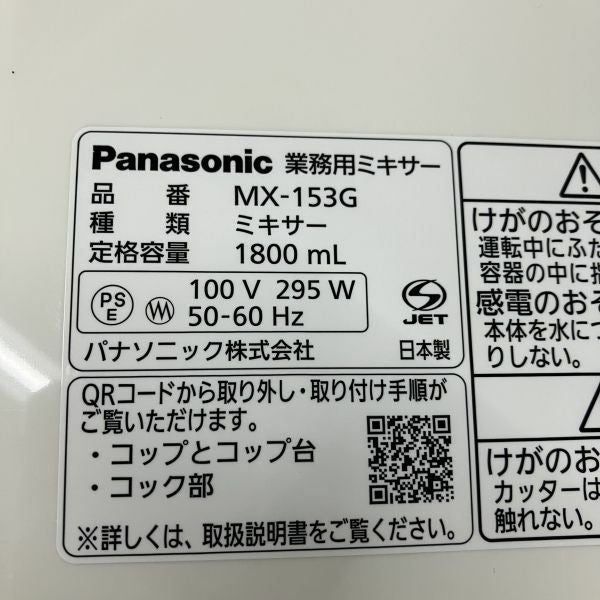 Panasonic 業務用ミキサー
品番 MX-153G
種類 ミキサー
定格容量 1800 mL
PS
E
100 V 295 W
50-60 Hz
JET
パナソニック株式会社 日本製
QRコードから取り外し・取り付け手順が
ご覧いただけます。
・コップとコップ台
・コック部
※詳しくは、取扱説明書をご覧ください。
けがのおそ
運転中にふた
容器の中に指
感電のおそ
本体を水につ
りしない。
けがのお
カッターは
触れない。